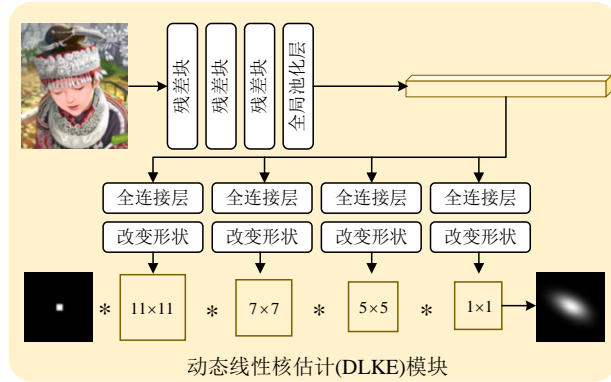 残差块 残差块 残差块 全局池化层
全连接层 全连接层 全连接层 全连接层
改变形状 改变形状 改变形状 改变形状
* 11×11 * 7×7 * 5×5 * 1×1
动态线性核估计(DLKE)模块